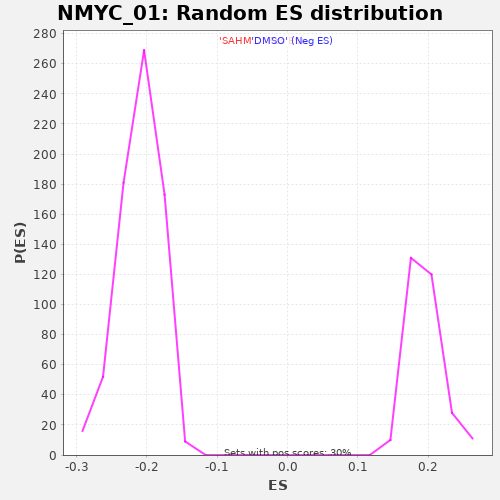 NMYC_01: Random ES distribution
'SAHM'DMSO' (Neg ES)
280
260
240
220
200
180
160
140
120
100
80
60
40
20
0
P(ES)
Sets with pos scores: 30%
-0.3 -0.2 -0.1 0.0 0.1 0.2
ES